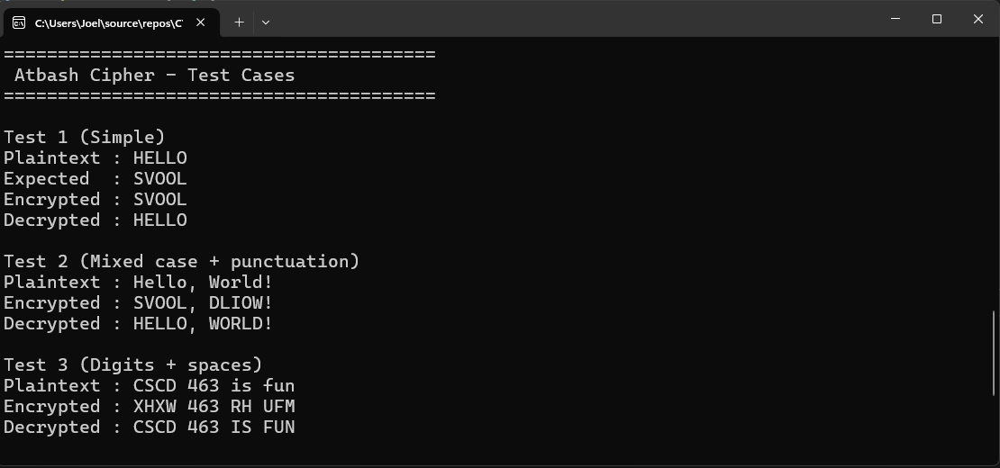 C:\Users\Joel\source\repos\C'
========================================
 Atbash Cipher - Test Cases
========================================
Test 1 (Simple)
Plaintext : HELLO
Expected  : SVOOL
Encrypted : SVOOL
Decrypted : HELLO
Test 2 (Mixed case + punctuation)
Plaintext : Hello, World!
Encrypted : SVOOL, DLIOW!
Decrypted : HELLO, WORLD!
Test 3 (Digits + spaces)
Plaintext : CSCD 463 is fun
Encrypted : XHXW 463 RH UFM
Decrypted : CSCD 463 IS FUN